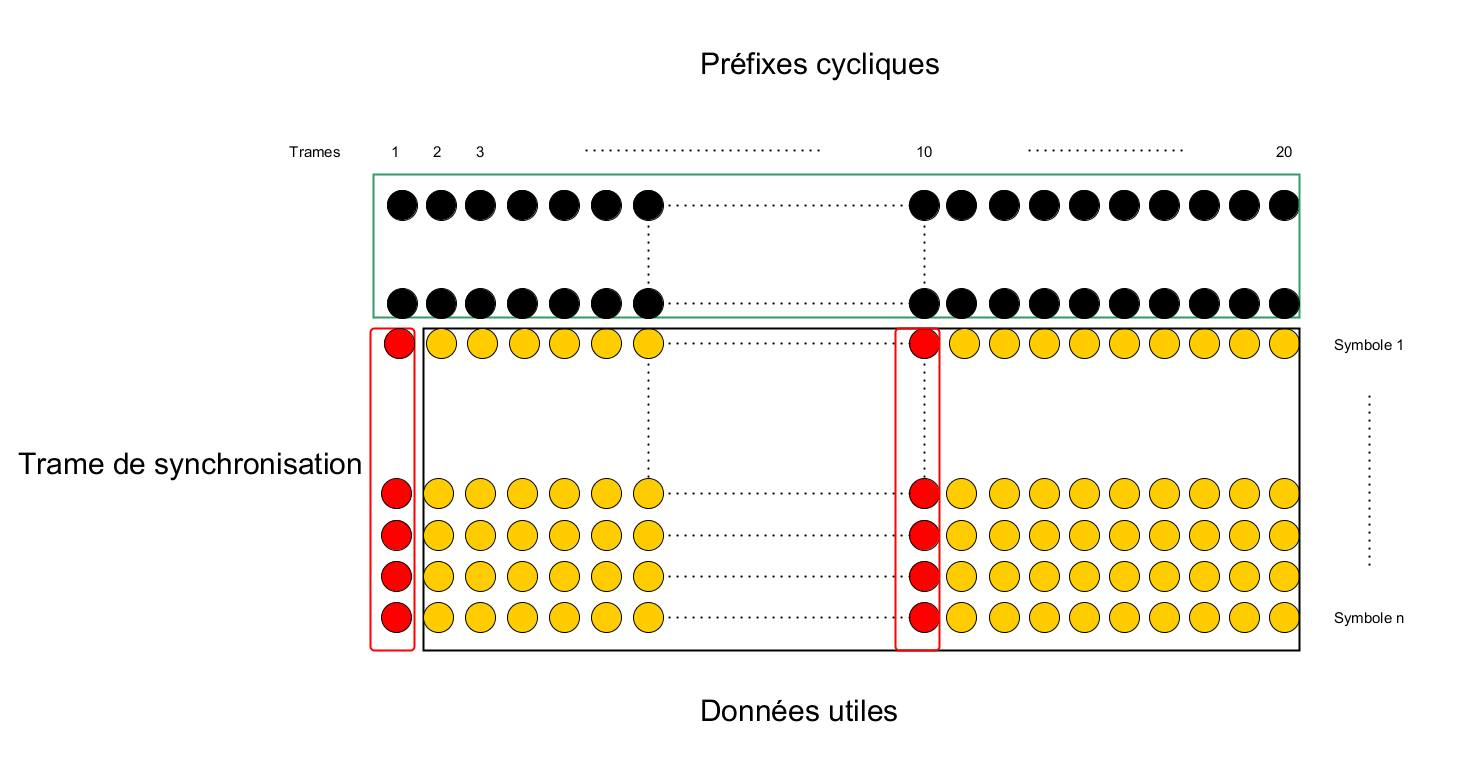 Préfixes cycliques
Trames 1 2 3 10 20
Symbole 1
Trame de synchronisation
Symbole n
Données utiles